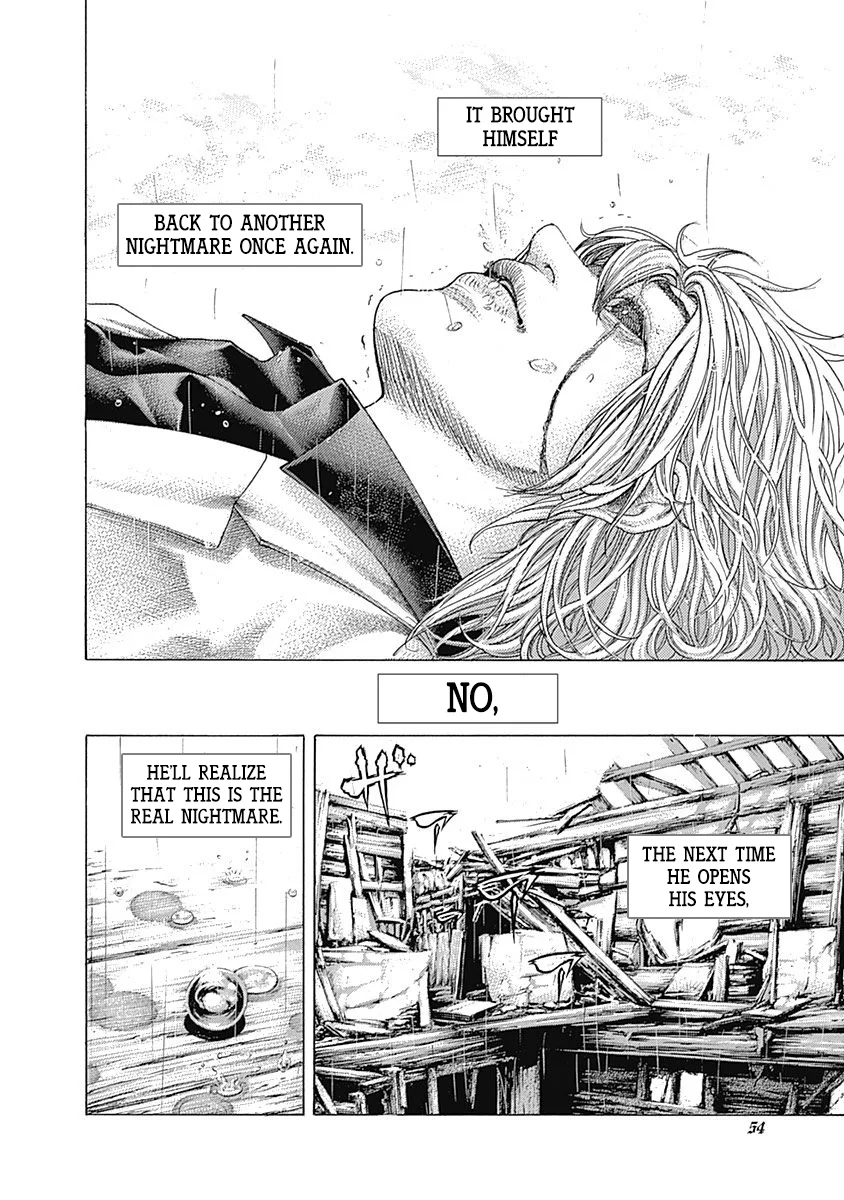 IT BROUGHT
HIMSELF
BACK TO ANOTHER
NIGHTMARE ONCE AGAIN.
NO,
THE NEXT TIME
HE OPENS
HIS EYES,
HE'LL REALIZE
THAT THIS IS THE
REAL NIGHTMARE.
54